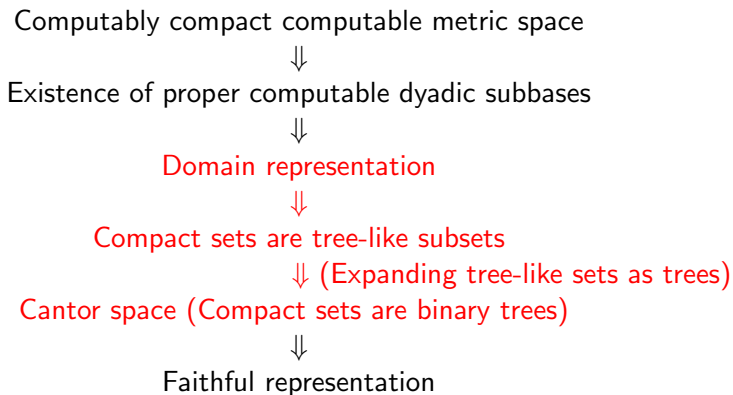 Computably compact computable metric space
⇓
Existence of proper computable dyadic subbases
⇓
Domain representation
⇓
Compact sets are tree-like subsets
⇓ (Expanding tree-like sets as trees)
Cantor space (Compact sets are binary trees)
⇓
Faithful representation